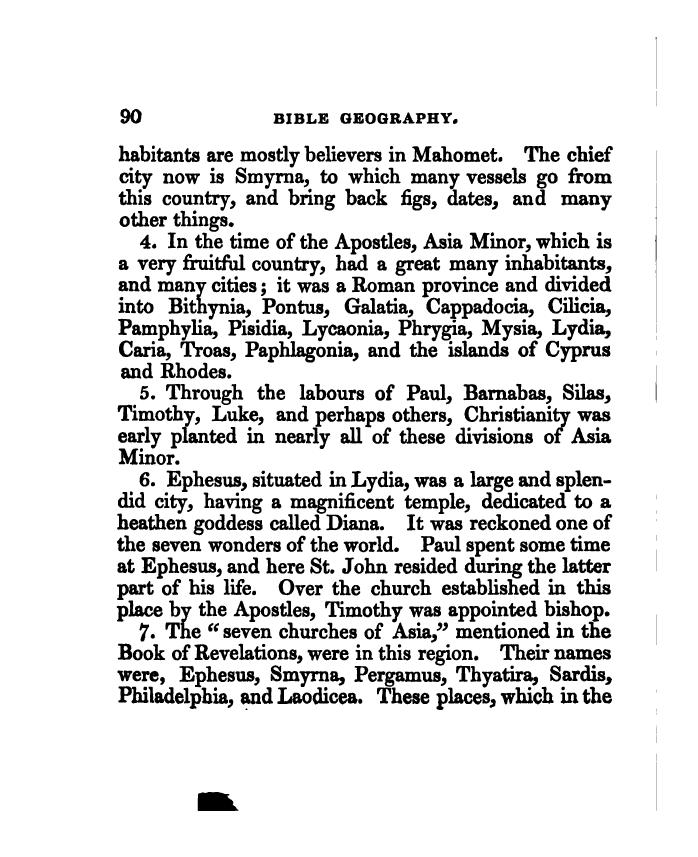 90 BIBLE GEOGRAPHY.
habitants are mostly believers in Mahomet. The chief
city now is Smyrna, to which many vessels go from
this country, and bring back figs, dates, and many
other things.
4. In the time of the Apostles, Asia Minor, which is
a very fruitful country, had a great many inhabitants,
and many cities; it was a Roman province and divided
into Bithynia, Pontus, Galatia, Cappadocia, Cilicia,
Pamphylia, Pisidia, Lycaonia, Phrygia, Mysia, Lydia,
Caria, Troas, Paphlagonia, and the islands of Cyprus
and Rhodes.
5. Through the labours of Paul, Barnabas, Silas,
Timothy, Luke, and perhaps others, Christianity was
early planted in nearly all of these divisions of Asia
Minor.
6. Ephesus, situated in Lydia, was a large and splen-
did city, having a magnificent temple, dedicated to a
heathen goddess called Diana. It was reckoned one of
the seven wonders of the world. Paul spent some time
at Ephesus, and here St. John resided during the latter
part of his life. Over the church established in this
place by the Apostles, Timothy was appointed bishop.
7. The “seven churches of Asia,” mentioned in the
Book of Revelations, were in this region. Their names
were, Ephesus, Smyrna, Pergamus, Thyatira, Sardis,
Philadelphia, and Laodicea. These places, which in the